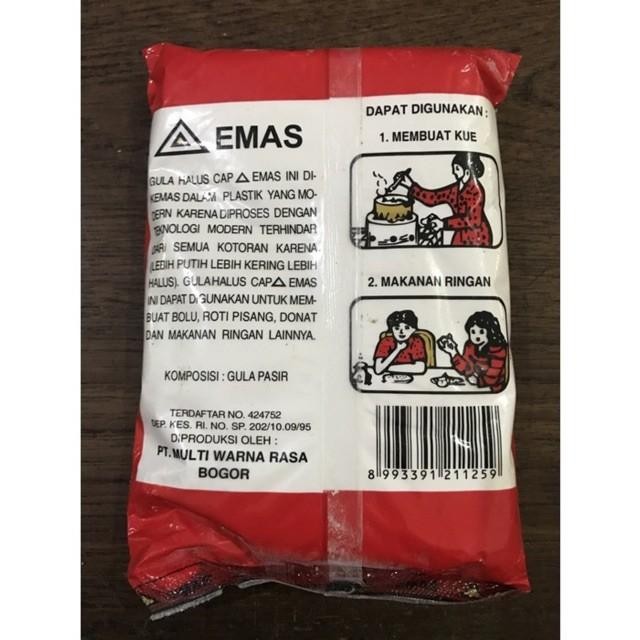 EMAS
GULA HALUS CAP EMAS INI DI-
KEMAS DALAM PLASTIK YANG MO-
DERN KARENA DIPROSES DENGAN
TEKNOLOGI MODERN TERHINDAR
DARI SEMUA KOTORAN KARENA
(LEBIH PUTIH LEBIH KERING LEBIH
HALUS). GULA HALUS CAP EMAS
INI DAPAT DIGUNAKAN UNTUK MEM-
BUAT BOLU, ROTI PISANG, DONAT
DAN MAKANAN RINGAN LAINNYA.
KOMPOSISI : GULA PASIR
TERDAFTAR NO. 424752
DEP. KES. RI. NO. SP. 202/10.09/95
DIPRODUKSI OLEH :
PT. MULTI WARNA RASA
BOGOR
DAPAT DIGUNAKAN :
1. MEMBUAT KUE
2. MAKANAN RINGAN
8 993391 211259